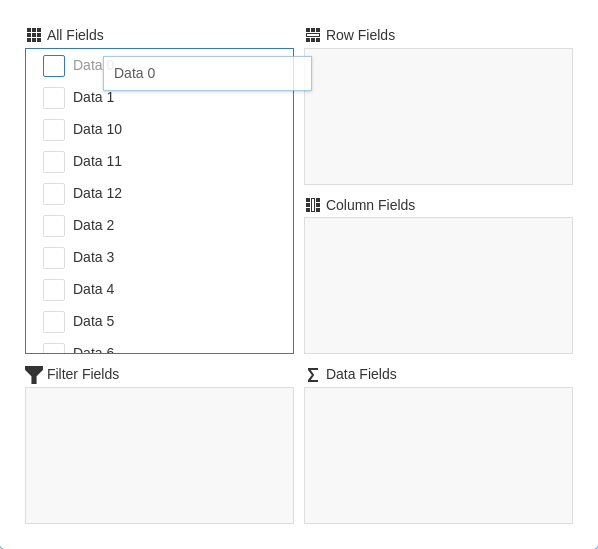 All Fields
Data 0
Data 0
Data 1
Data 10
Data 11
Data 12
Data 2
Data 3
Data 4
Data 5
Data 6
Row Fields
Column Fields
Filter Fields
Data Fields